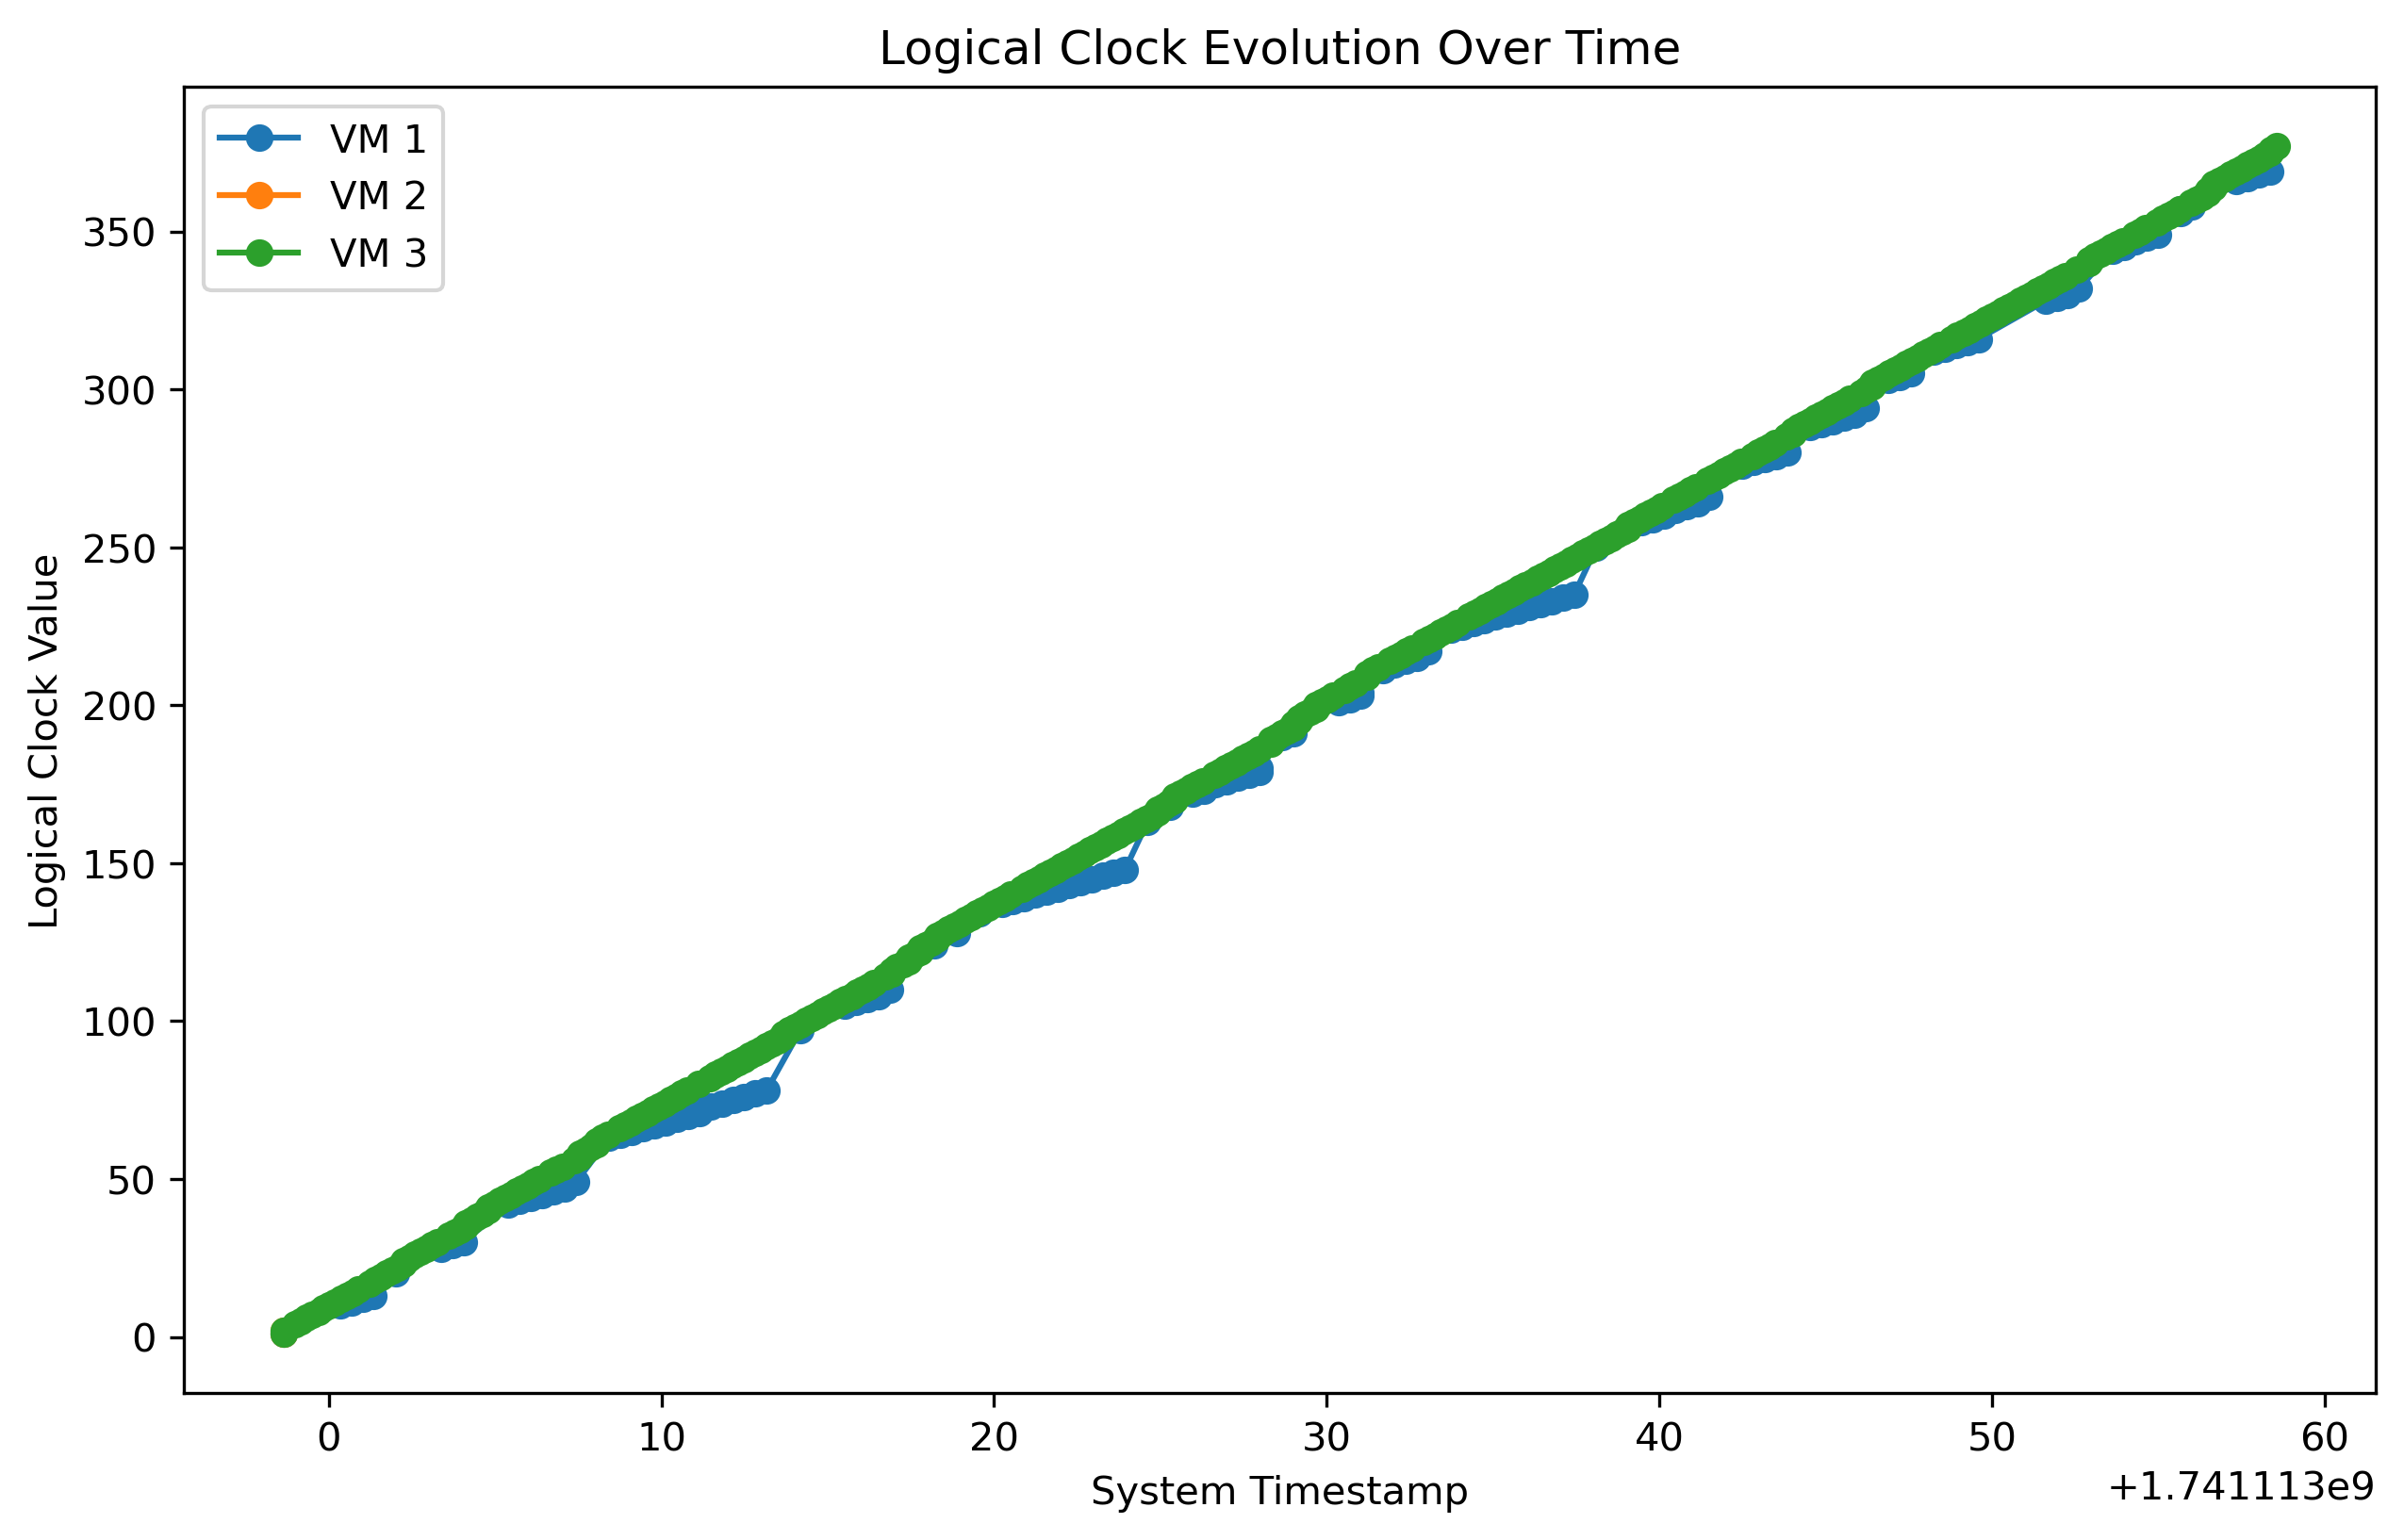 Logical Clock Evolution Over Time
VM 1
VM 2
VM 3
Logical Clock Value
350
300
250
200
150
100
50
0
0 10 20 30 40 50 60
System Timestamp
+1.741113e9